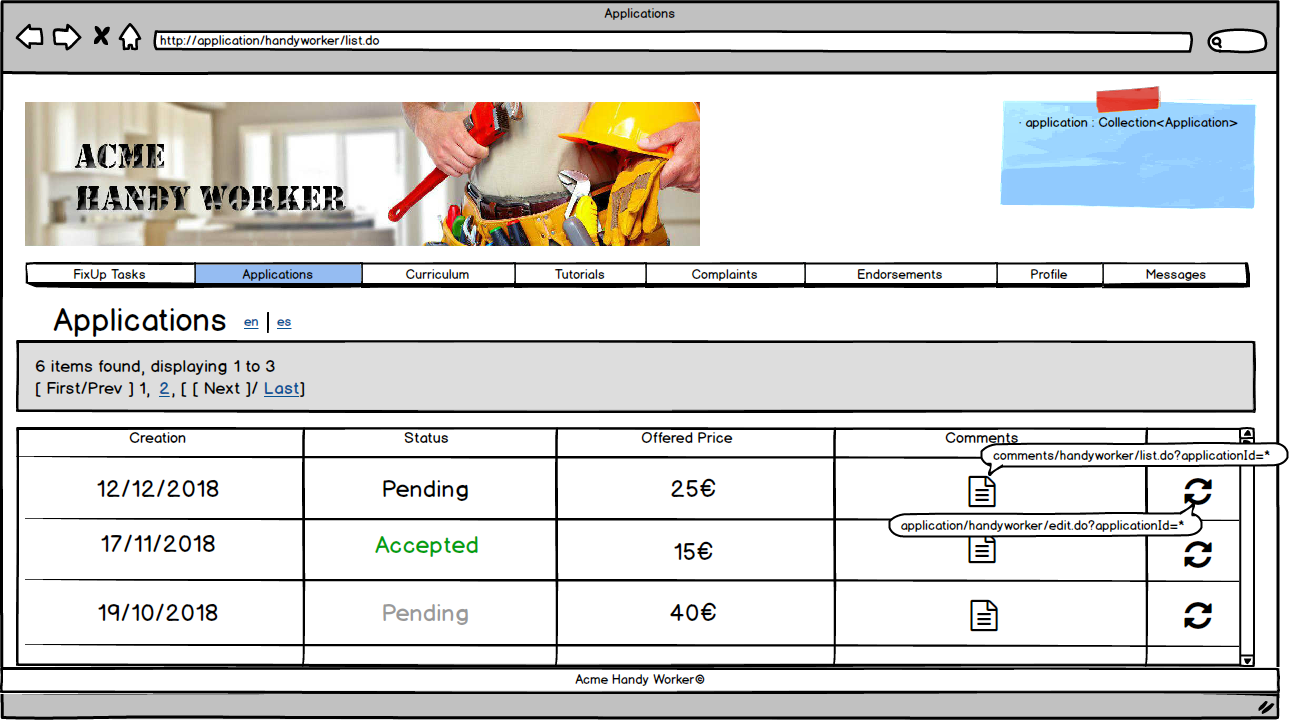 Applications
http://application/handyworker/list.do
ACME
HANDY WORKER
· application : Collection<Application>
FixUp Tasks Applications Curriculum Tutorials Complaints Endorsements Profile Messages
Applications en | es
6 items found, displaying 1 to 3
[ First/Prev ] 1, 2, [ [ Next ]/ Last]
Creation Status Offered Price Comments
comments/handyworker/list.do?applicationId=*
12/12/2018 Pending 25€
application/handyworker/edit.do?applicationId=*
17/11/2018 Accepted 15€
19/10/2018 Pending 40€
Acme Handy Worker©